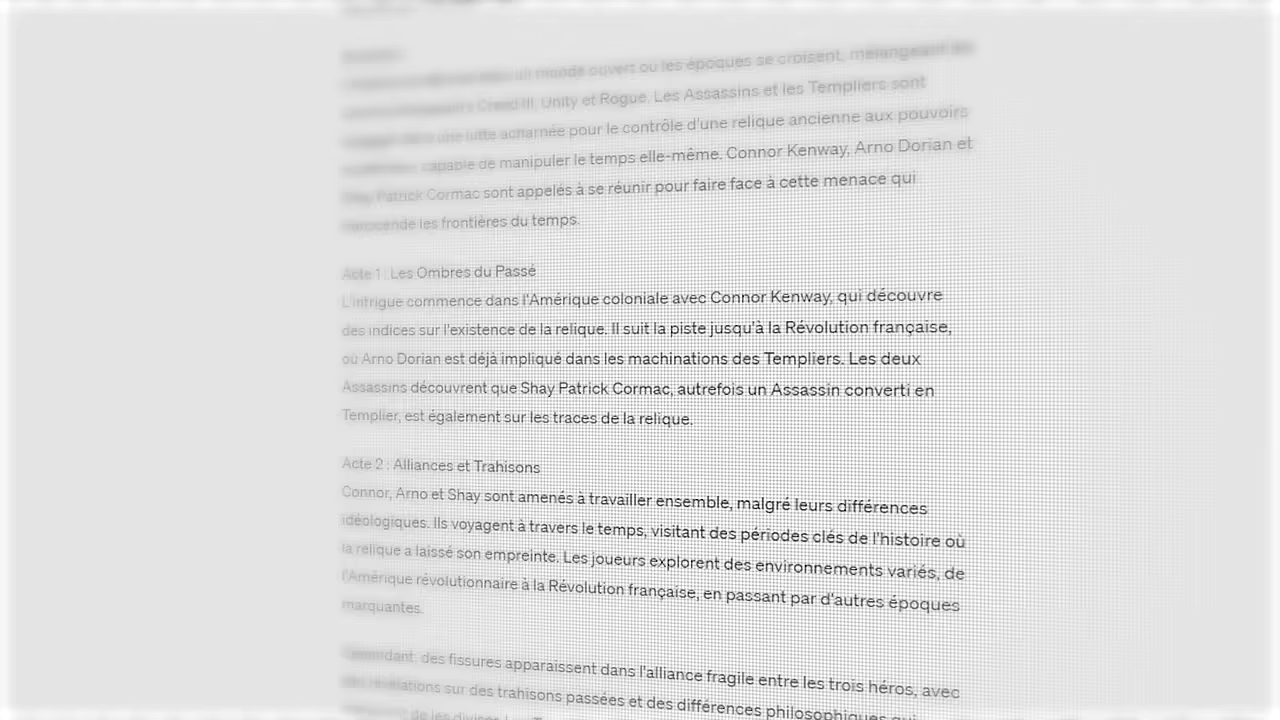 un monde ouvert où les époques se croisent, mélangeant les
Creed III, Unity et Rogue. Les Assassins et les Templiers sont
dans une lutte acharnée pour le contrôle d'une relique ancienne aux pouvoirs
capable de manipuler le temps elle-même. Connor Kenway, Arno Dorian et
Shay Patrick Cormac sont appelés à se réunir pour faire face à cette menace qui
transcende les frontières du temps.
Acte 1 : Les Ombres du Passé
L'intrigue commence dans l'Amérique coloniale avec Connor Kenway, qui découvre
des indices sur l'existence de la relique. Il suit la piste jusqu'à la Révolution française,
où Arno Dorian est déjà impliqué dans les machinations des Templiers. Les deux
Assassins découvrent que Shay Patrick Cormac, autrefois un Assassin converti en
Templier, est également sur les traces de la relique.
Acte 2 : Alliances et Trahisons
Connor, Arno et Shay sont amenés à travailler ensemble, malgré leurs différences
idéologiques. Ils voyagent à travers le temps, visitant des périodes clés de l'histoire où
la relique a laissé son empreinte. Les joueurs explorent des environnements variés, de
l'Amérique révolutionnaire à la Révolution française, en passant par d'autres époques
marquantes.
Cependant, des fissures apparaissent dans l'alliance fragile entre les trois héros, avec
des révélations sur des trahisons passées et des différences philosophiques qui